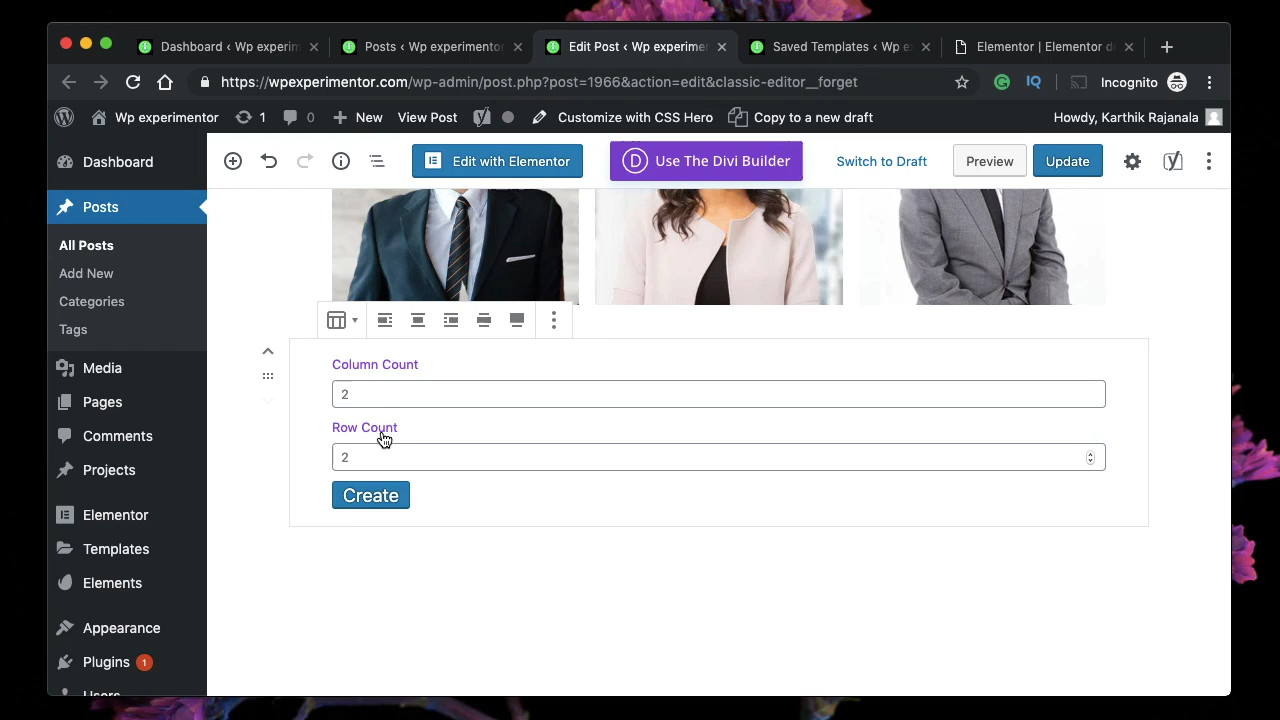 Dashboard ‹ Wp experim
Posts ‹ Wp experimentor
Edit Post ‹ Wp experime
Saved Templates ‹ Wp e
Elementor | Elementor d
https://wpexperimentor.com/wp-admin/post.php?post=1966&action=edit&classic-editor__forget
IQ
Incognito
Wp experimentor
1
0
New
View Post
Customize with CSS Hero
Copy to a new draft
Howdy, Karthik Rajanala
Dashboard
Edit with Elementor
D Use The Divi Builder
Switch to Draft
Preview
Update
Posts
All Posts
Add New
Categories
Tags
Media
Pages
Comments
Projects
Elementor
Templates
Elements
Appearance
Plugins 1
Column Count
2
Row Count
2
Create